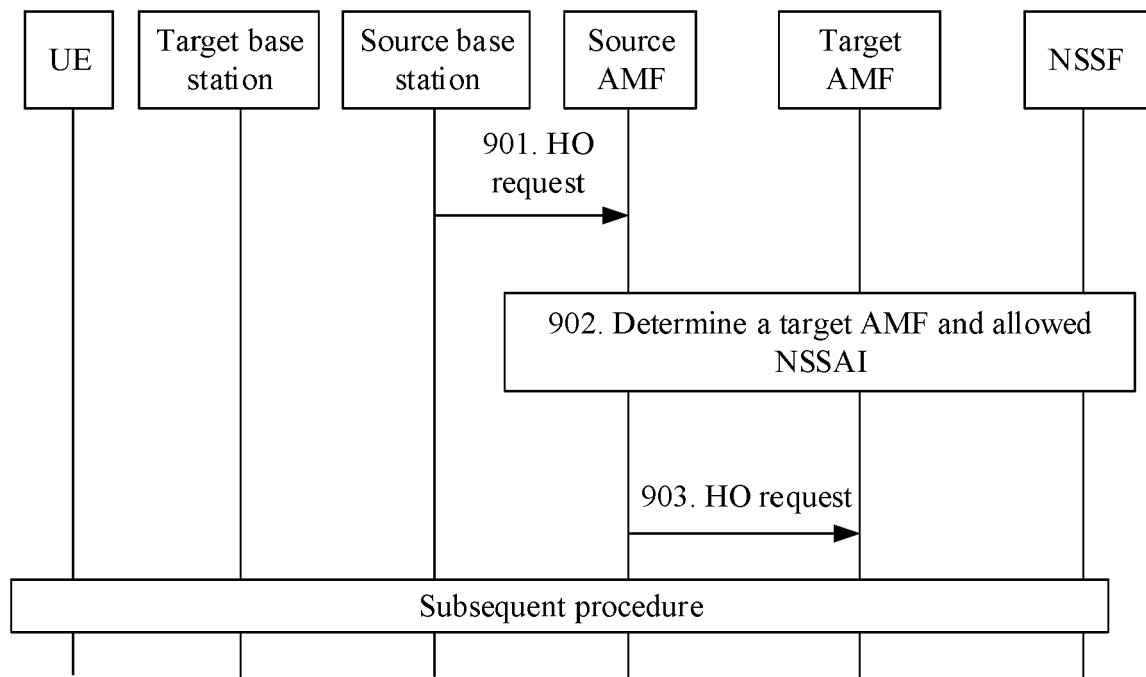 UE
Target base
station
Source base
station
Source
AMF
Target
AMF
NSSF
901. HO
request
902. Determine a target AMF and allowed
NSSAI
903. HO request
Subsequent procedure